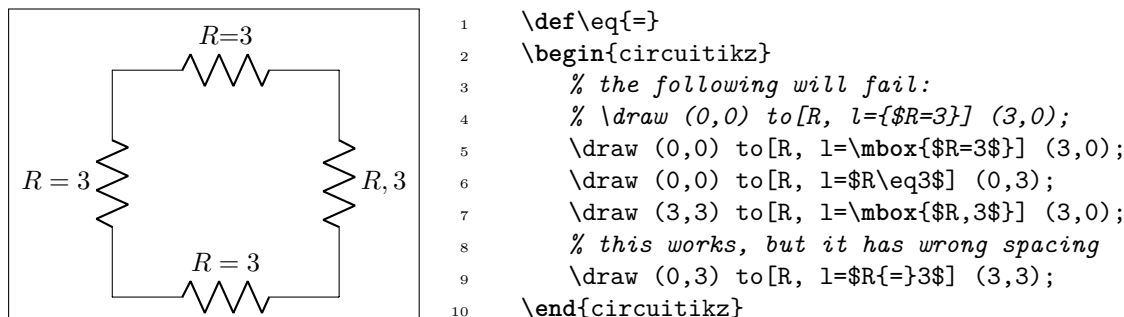 R=3
R = 3
R, 3
R = 3
1 \def\eq{=}
2 \begin{circuitikz}
3 % the following will fail:
4 % \draw (0,0) to[R, l={$R=3}] (3,0);
5 \draw (0,0) to[R, l=\mbox{$R=3$}] (3,0);
6 \draw (0,0) to[R, l=$R\eq3$] (0,3);
7 \draw (3,3) to[R, l=\mbox{$R,3$}] (3,0);
8 % this works, but it has wrong spacing
9 \draw (0,3) to[R, l=$R{=}3$] (3,3);
10 \end{circuitikz}